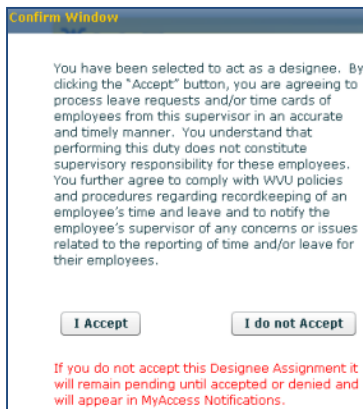 Confirm Window
You have been selected to act as a designee. By
clicking the "Accept" button, you are agreeing to
process leave requests and/or time cards of
employees from this supervisor in an accurate
and timely manner. You understand that
performing this duty does not constitute
supervisory responsibility for these employees.
You further agree to comply with WVU policies
and procedures regarding recordkeeping of an
employee's time and leave and to notify the
employee's supervisor of any concerns or issues
related to the reporting of time and/or leave for
their employees.
I Accept
I do not Accept
If you do not accept this Designee Assignment it
will remain pending until accepted or denied and
will appear in MyAccess Notifications.